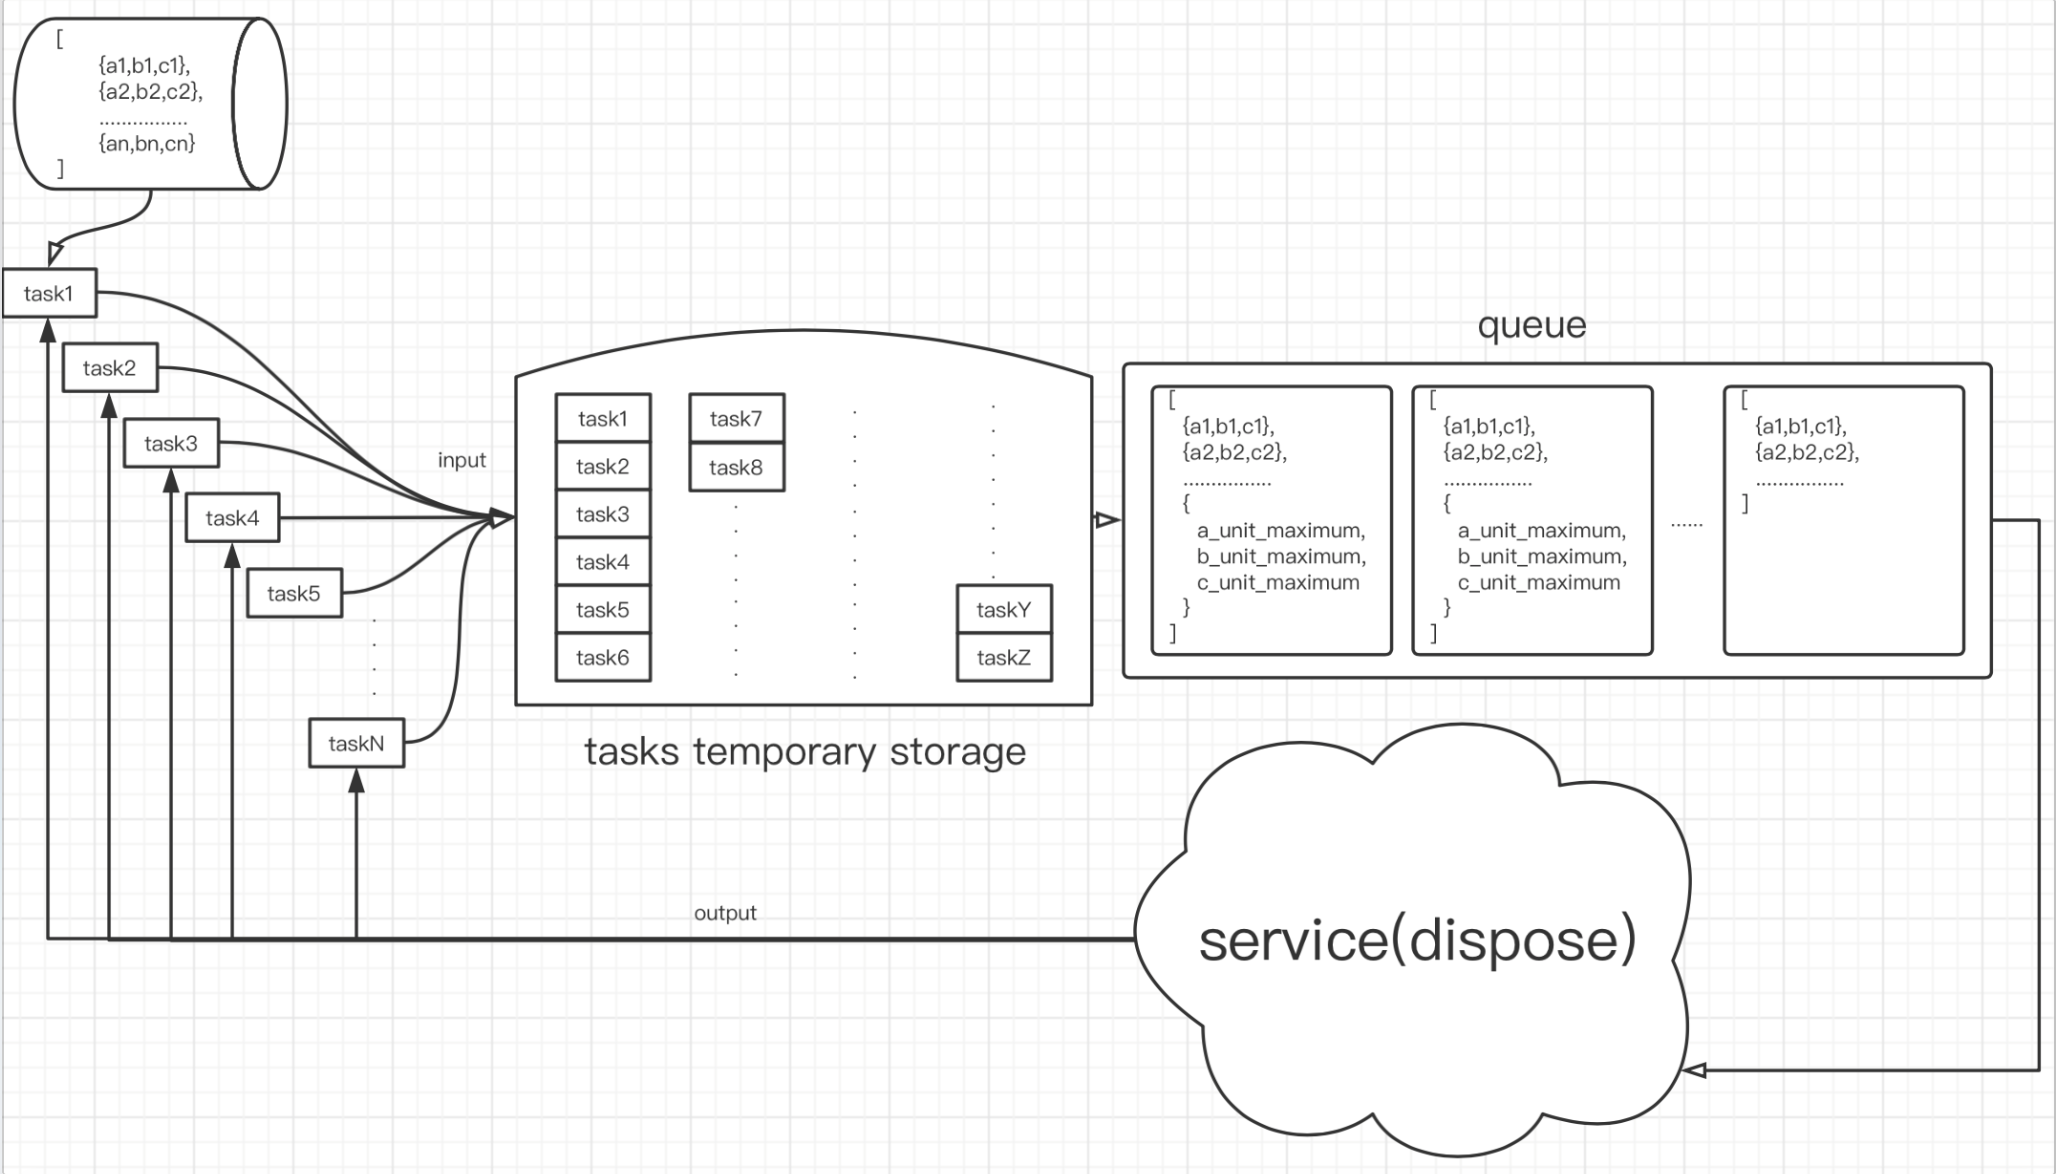 [
{a1,b1,c1},
{a2,b2,c2},
................
{an,bn,cn}
]
task1
task2
task3
task4
task5
taskN
input
task1
task2
task3
task4
task5
task6
task7
task8
taskY
taskZ
tasks temporary storage
queue
[
{a1,b1,c1},
{a2,b2,c2},
................
{
a_unit_maximum,
b_unit_maximum,
c_unit_maximum
}
]
[
{a1,b1,c1},
{a2,b2,c2},
................
{
a_unit_maximum,
b_unit_maximum,
c_unit_maximum
}
]
......
[
{a1,b1,c1},
{a2,b2,c2},
................
]
service(dispose)
output